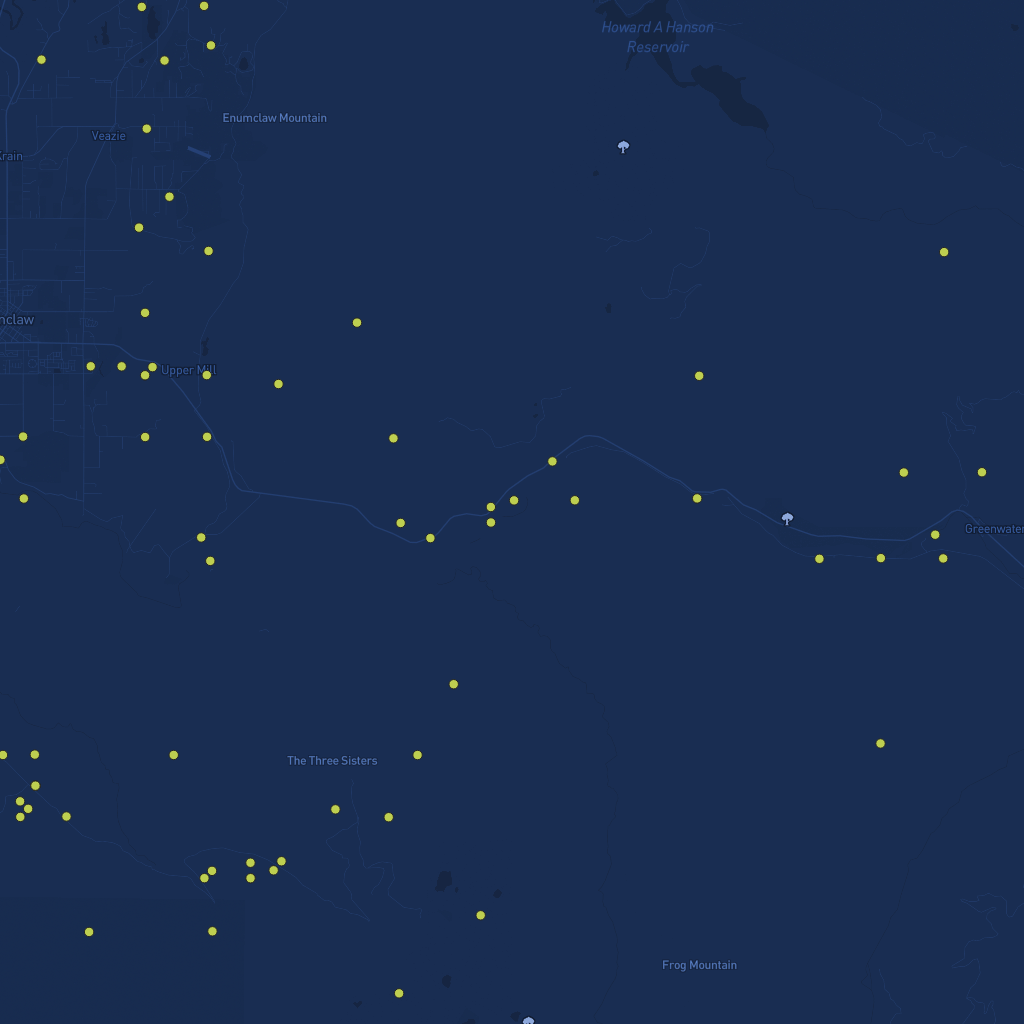 Howard A Hanson
Reservoir
Enumclaw Mountain
Veazie
Krain
nclaw
Upper Mill
Greenwater
The Three Sisters
Frog Mountain